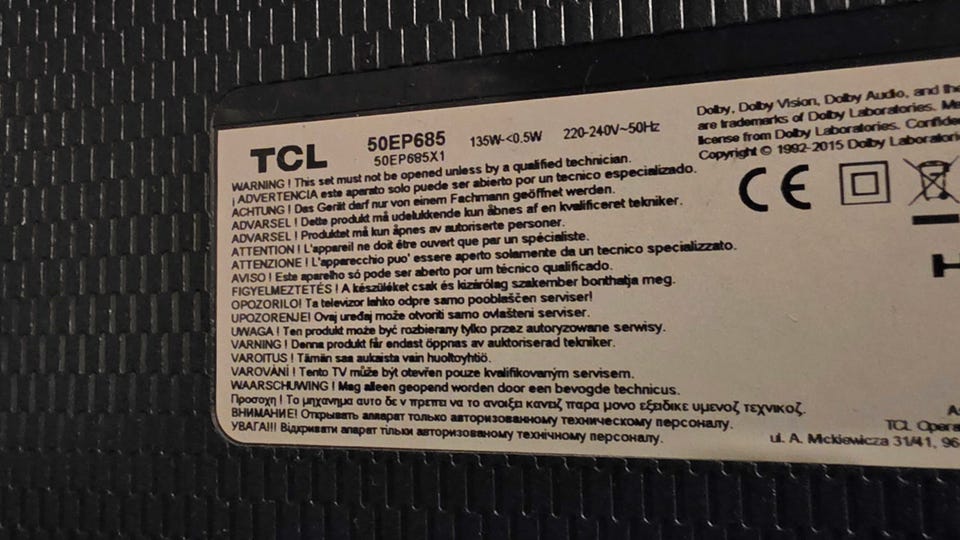 TCL
50EP685
50EP685X1
135W-<0.5W
220-240V~50Hz
Dolby, Dolby Vision, Dolby Audio, and the
are trademarks of Dolby Laboratories.
license from Dolby Laboratories.
Copyright © 1992-2015 Dolby
WARNING ! This set must not be opened unless by a qualified technician.
¡ ADVERTENCIA este aparato solo puede ser abierto por un tecnico especializado.
ACHTUNG ! Das Gerät darf nur von einem Fachmann geöffnet werden.
ADVARSEL ! Dette produkt må udelukkende kun åbnes af en kvalificeret tekniker.
ADVARSEL ! Produktet må kun åpnes av autoriserte personer.
ATTENTION ! L'appareil ne doit être ouvert que par un spécialiste.
ATTENZIONE ! L'apparecchio puo' essere aperto solamente da un tecnico specializzato.
AVISO ! Este aparelho só pode ser aberto por um técnico qualificado.
FIGYELMEZTETÉS ! A készüléket csak és kizárólag szakember bonthatja meg.
OPOZORILO! Ta televizor lahko odpre samo pooblaščen serviser!
UPOZORENJE! Ovaj uređaj može otvoriti samo ovlašteni serviser.
UWAGA ! Ten produkt może być rozbierany tylko przez autoryzowane serwisy.
VARNING ! Denna produkt får endast öppnas av auktoriserad tekniker.
VAROITUS ! Tämän saa aukaista vain huoltoyhtiö.
VAROVÁNÍ ! Tento TV může být otevřen pouze kvalifikovaným servisem.
WAARSCHUWING ! Mag alleen geopend worden door een bevogde technicus.
Προσοχη ! Το μηχανημα αυτο δε ν πρεπει να το ανοιξει κανειζ παρα μονο εξειδικε υμενοζ τεχνικοζ.
ВНИМАНИЕ! Открывать аппарат только авторизованному техническому персоналу.
УВАГА!!! Відкривати апарат тільки авторизованому технічному персоналу.
CE
TCL
ul. A. Mickiewicza 31/41,